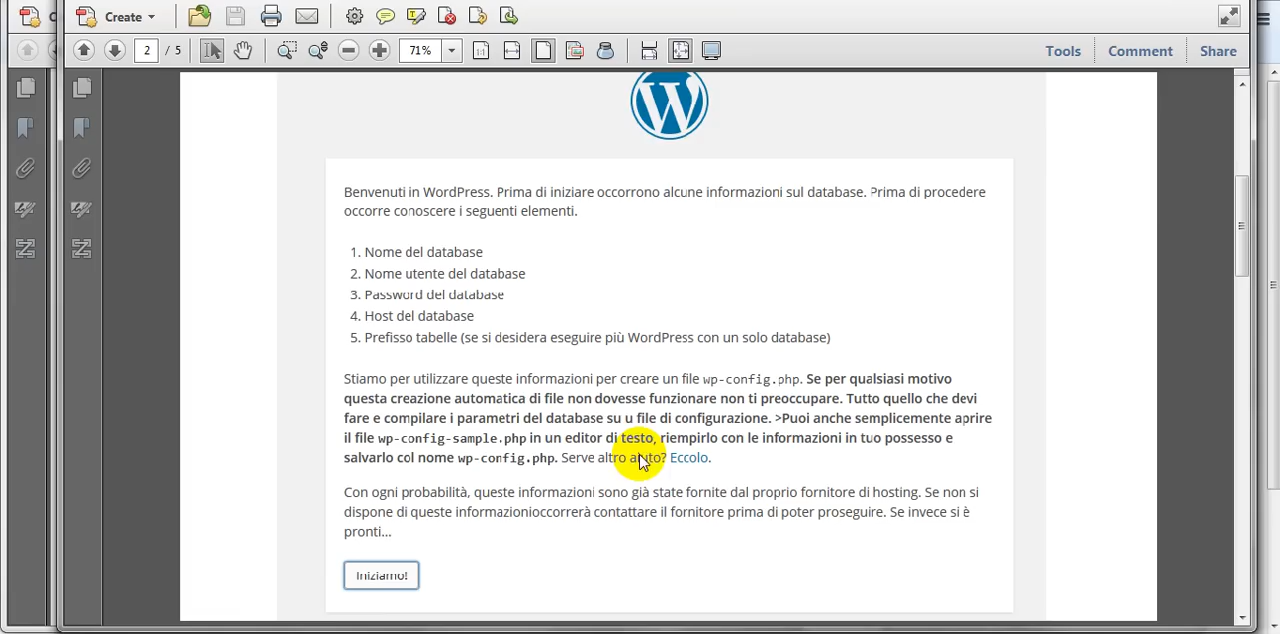 C
Create
2 / 5
71%
Tools
Comment
Share
W
Benvenuti in WordPress. Prima di iniziare occorrono alcune informazioni sul database. Prima di procedere
occorre conoscere i seguenti elementi.
1. Nome del database
2. Nome utente del database
3. Password del database
4. Host del database
5. Prefisso tabelle (se si desidera eseguire più WordPress con un solo database)
Stiamo per utilizzare queste informazioni per creare un file wp-config.php. Se per qualsiasi motivo
questa creazione automatica di file non dovesse funzionare non ti preoccupare. Tutto quello che devi
fare e compilare i parametri del database su u file di configurazione. >Puoi anche semplicemente aprire
il file wp-config-sample.php in un editor di testo, riempirlo con le informazioni in tuo possesso e
salvarlo col nome wp-config.php. Serve altro aiuto? Eccolo.
Con ogni probabilità, queste informazioni sono già state fornite dal proprio fornitore di hosting. Se non si
dispone di queste informazionioccorrerà contattare il fornitore prima di poter proseguire. Se invece si è
pronti...
Iniziamo!